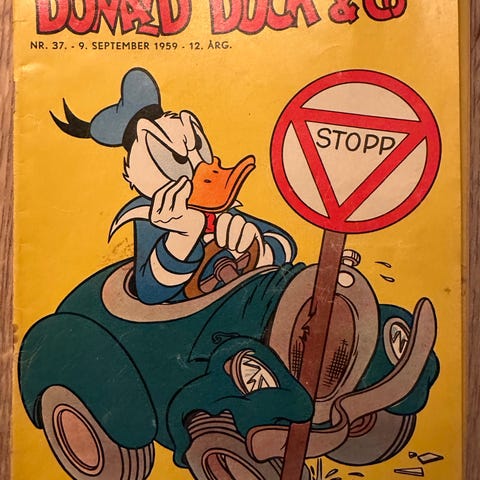 DONALD DUCK & Co
NR. 37. - 9. SEPTEMBER 1959 - 12. ÅRG.
STOPP